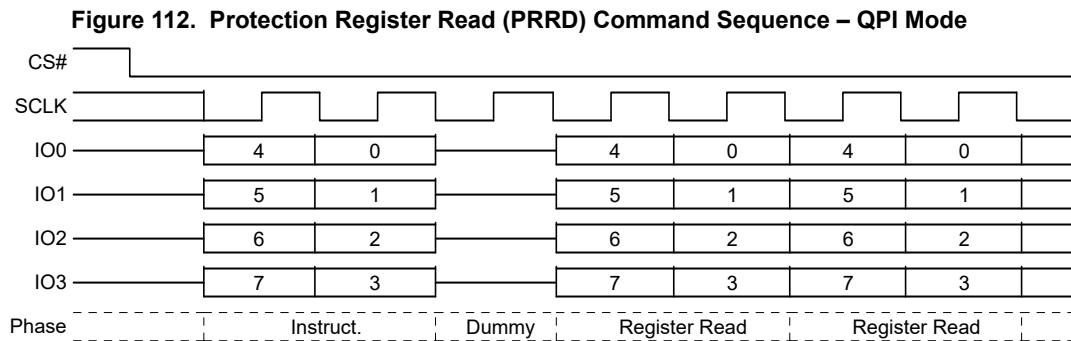 Figure 112. Protection Register Read (PRRD) Command Sequence – QPI Mode
CS#
SCLK
IO0 4 0 4 0 4 0
IO1 5 1 5 1 5 1
IO2 6 2 6 2 6 2
IO3 7 3 7 3 7 3
Phase Instruct. Dummy Register Read Register Read